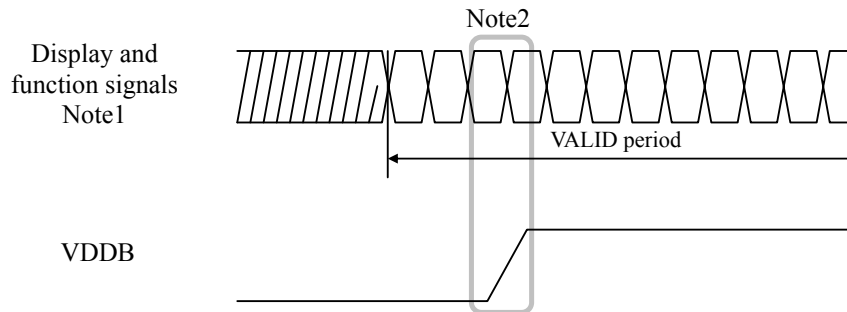 Note2
Display and
function signals
Note1
VALID period
VDDB